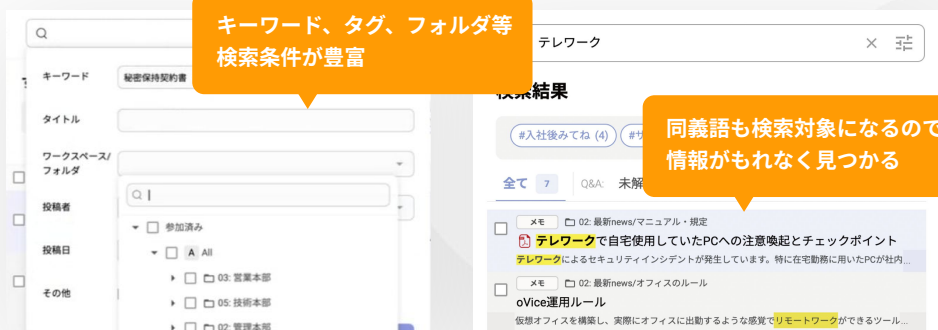 キーワード、タグ、フォルダ等
検索条件が豊富
キーワード
秘密保持契約書
タイトル
ワークスペース/
フォルダ
投稿者
参加済み
投稿日
A All
03: 営業本部
その他
05: 技術本部
02: 管理本部
テレワーク
検索結果
同義語も検索対象になるので
情報がもれなく見つかる
#入社後みてね (4)
全て 7 Q&A: 未解
メモ 02: 最新news/マニュアル・規定
テレワークで自宅使用していたPCへの注意喚起とチェックポイント
テレワークによるセキュリティインシデントが発生しています。特に在宅勤務に用いたPCが社内...
メモ 02: 最新news/オフィスのルール
oVice運用ルール
仮想オフィスを構築し、実際にオフィスに出勤するような感覚でリモートワークができるツール...